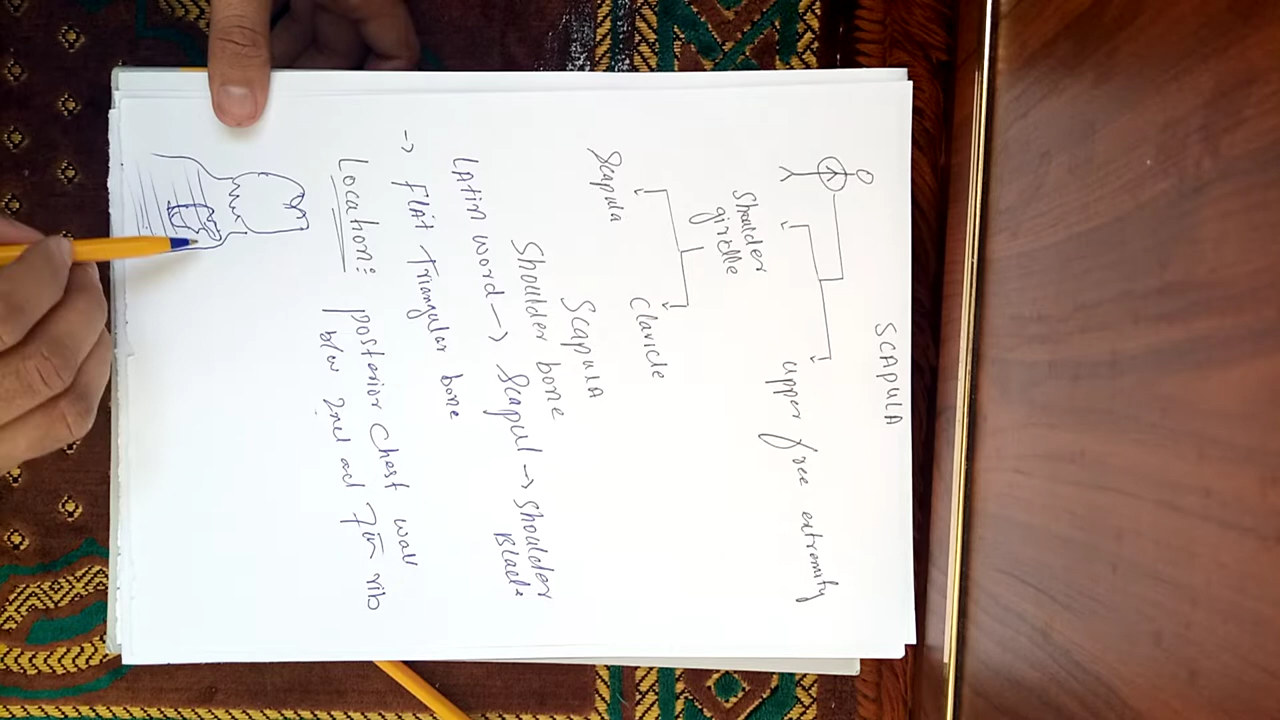 SCAPULA
Shoulder
girdle
upper free extremity
Scapula
Clavicle
SCAPULA
Shoulder bone
LAtin word -> Scapul -> Shoulder
Blade
-> FlAt Triangular bone
Location: posterior chest wall
b/w 2nd ad 7th rib